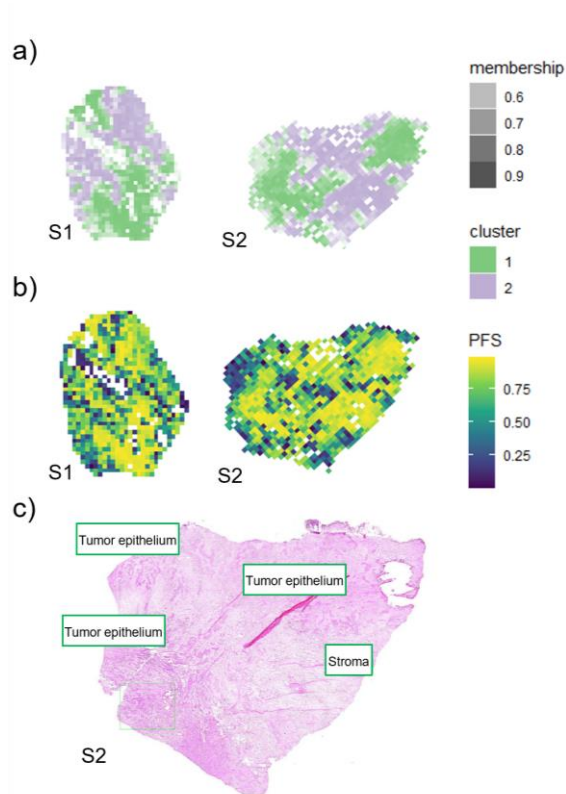 a)
membership
0.6
0.7
0.8
0.9
S1
S2
cluster
1
2
b)
PFS
0.75
0.50
0.25
S1
S2
c)
Tumor epithelium
Tumor epithelium
Tumor epithelium
Stroma
S2